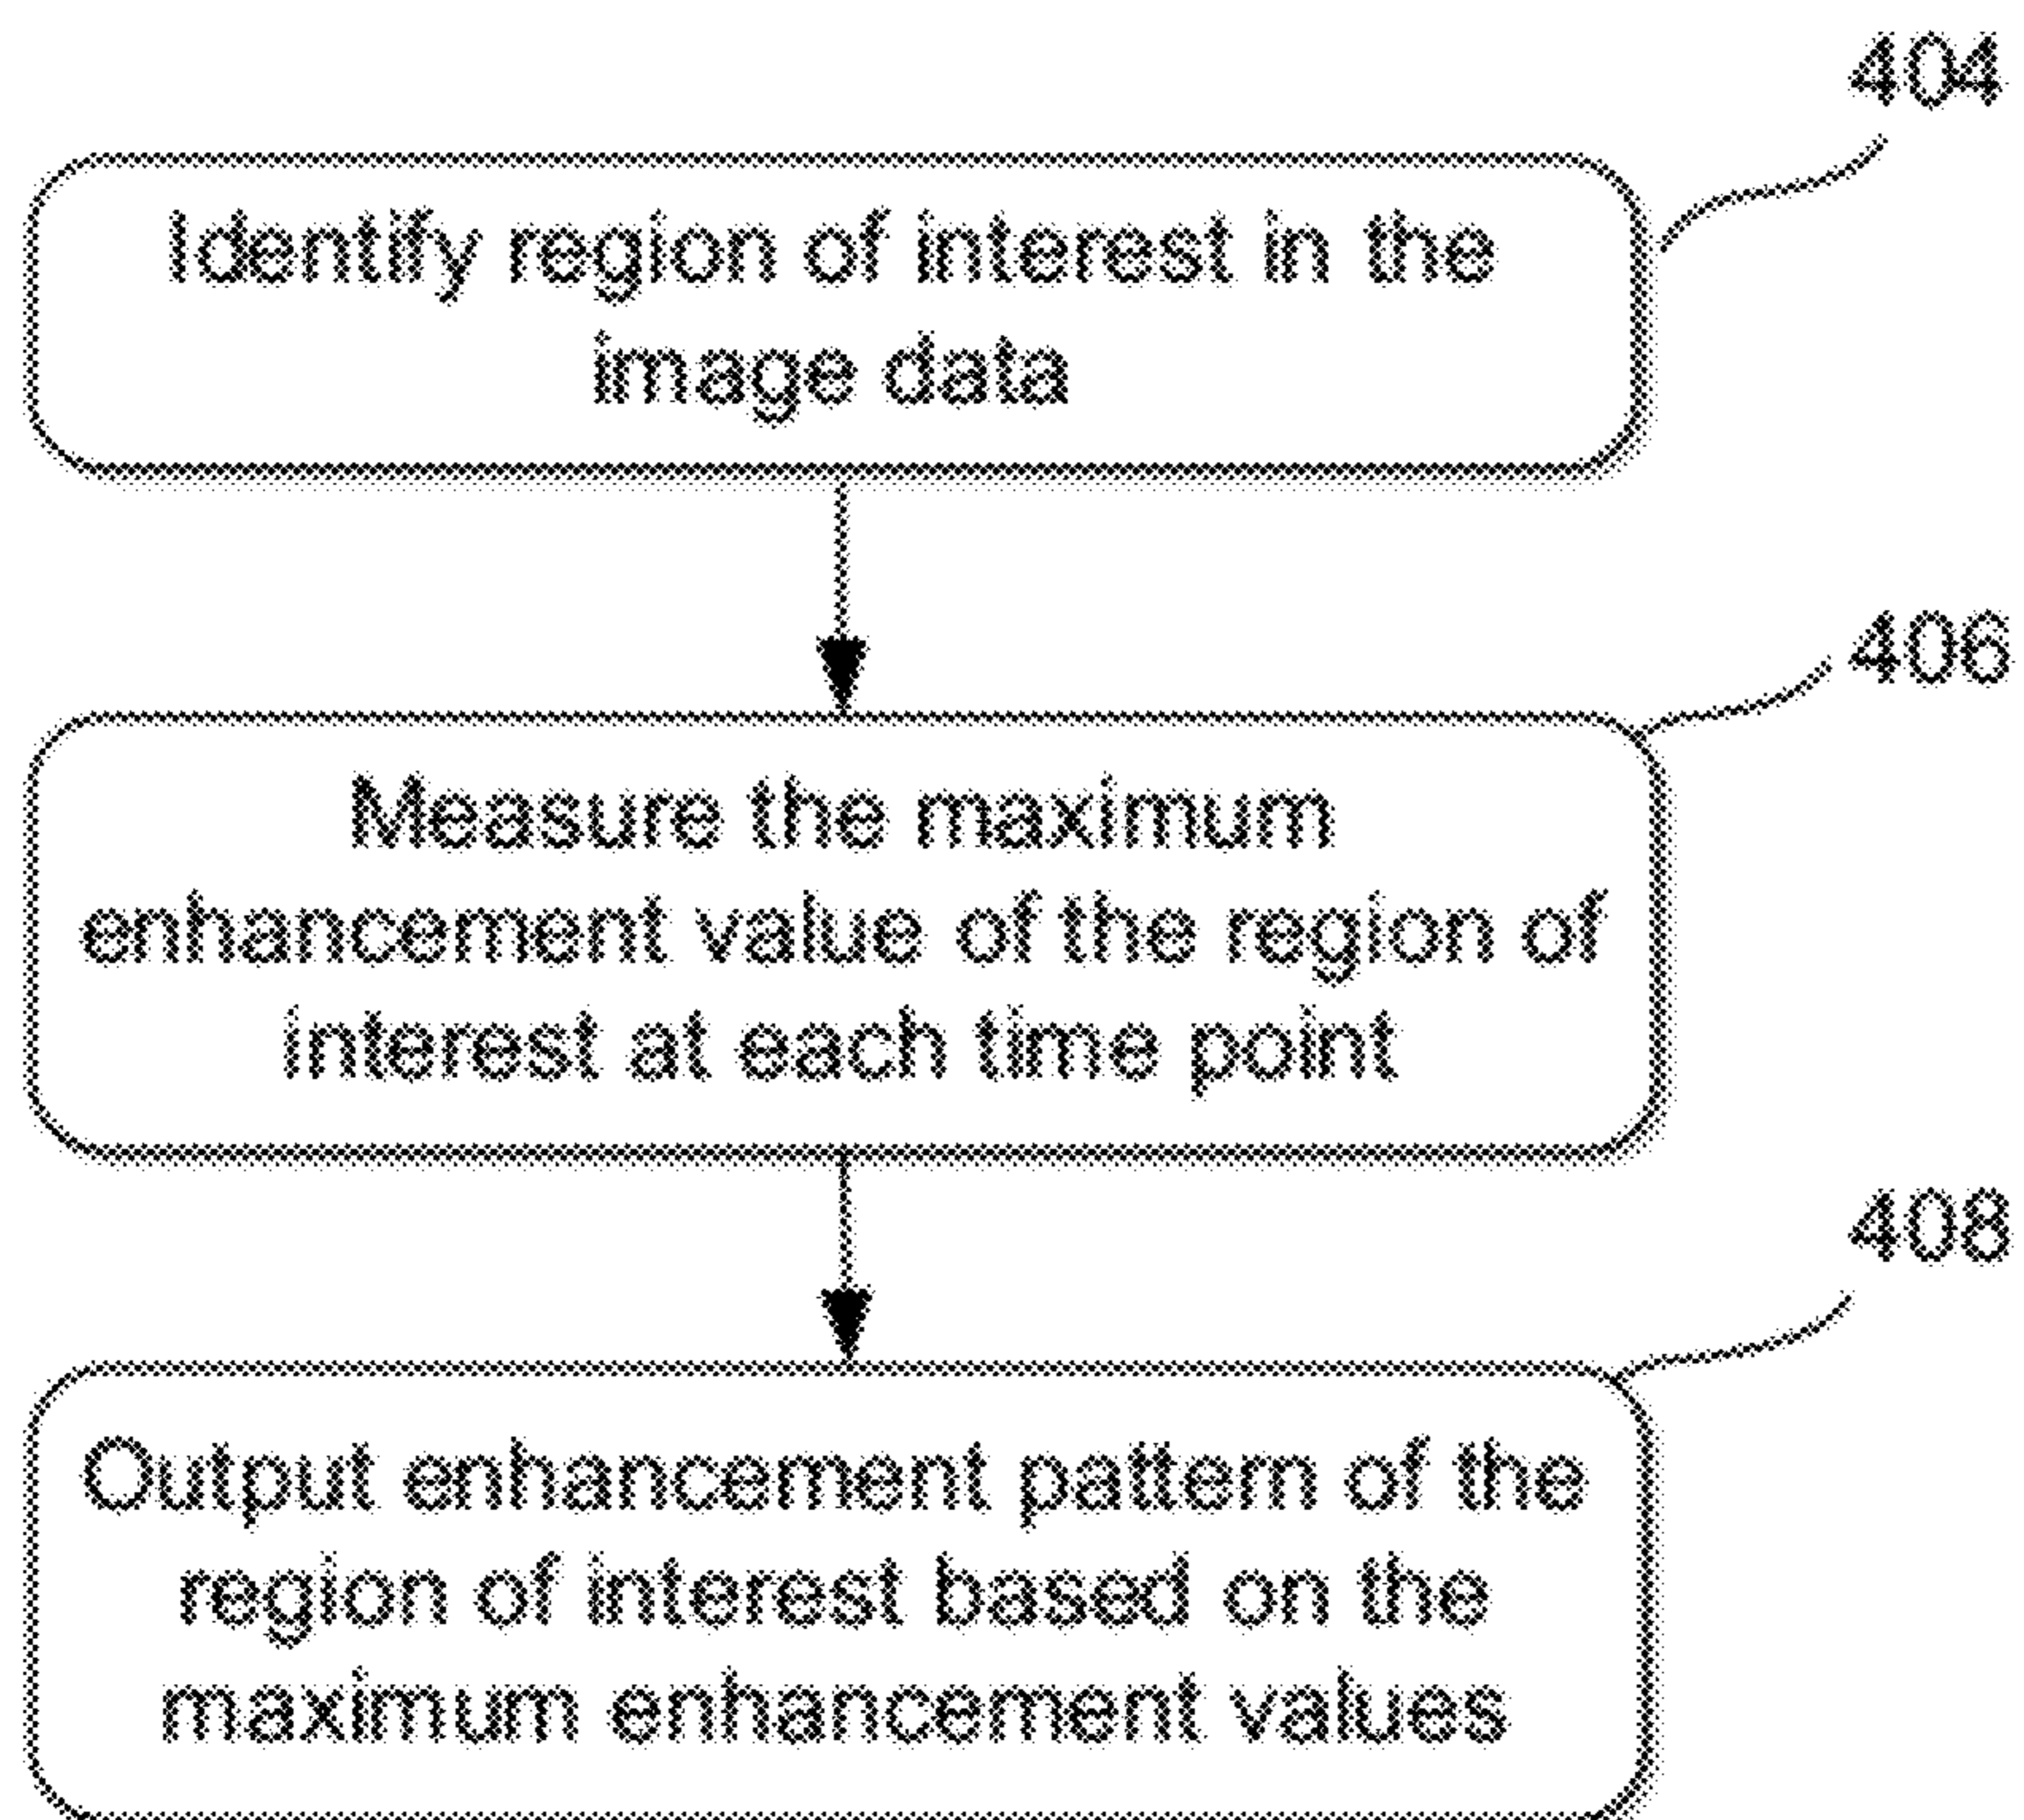 404
Identify region of interest in the
image data
406
Measure the maximum
enhancement value of the region of
interest at each time point
408
Output enhancement pattern of the
region of interest based on the
maximum enhancement values